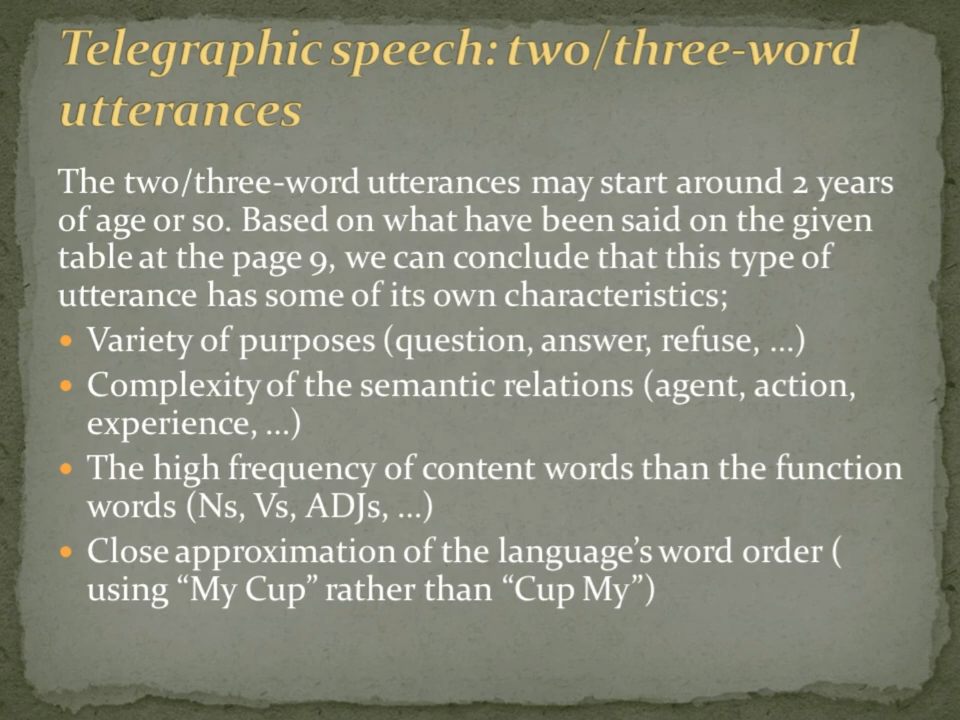 Telegraphic speech: two/three-word
utterances
The two/three-word utterances may start around 2 years
of age or so. Based on what have been said on the given
table at the page 9, we can conclude that this type of
utterance has some of its own characteristics;
• Variety of purposes (question, answer, refuse, …)
• Complexity of the semantic relations (agent, action,
experience, …)
• The high frequency of content words than the function
words (Ns, Vs, ADJs, …)
• Close approximation of the language’s word order (
using “My Cup” rather than “Cup My”)